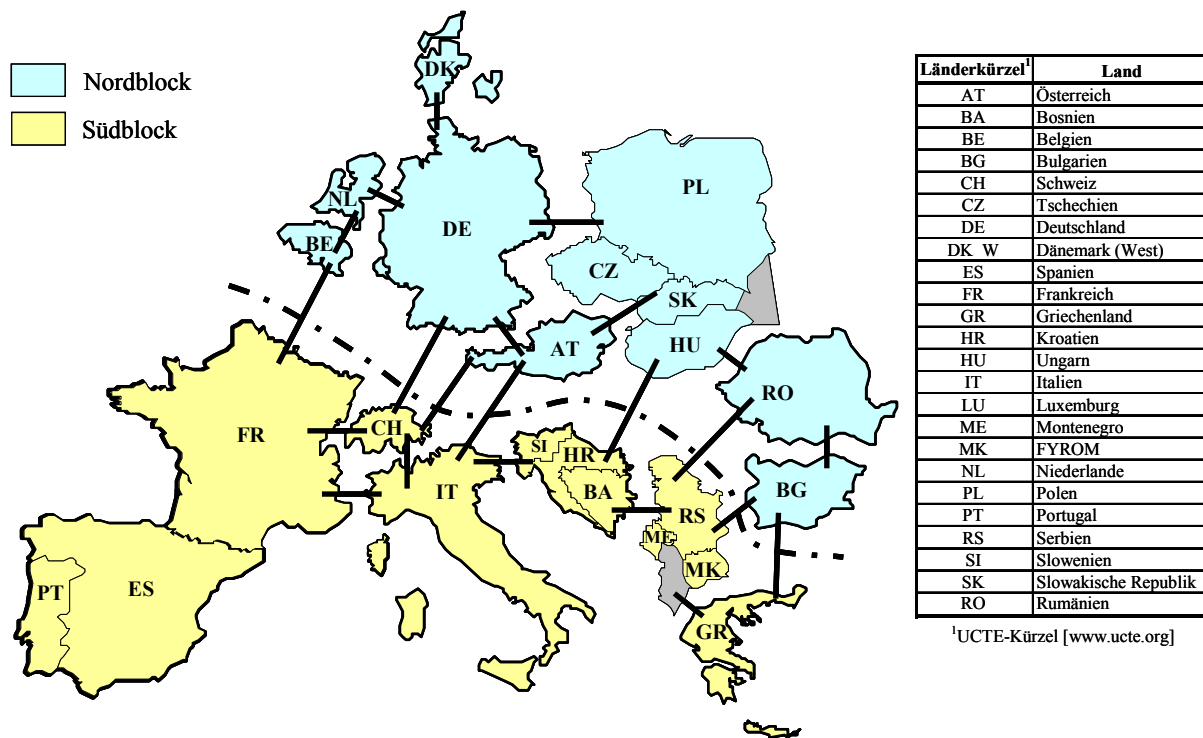 Nordblock
Südblock
DK
NL
BE
DE
PL
CZ
SK
AT
HU
RO
FR
CH
IT
SI
HR
BA
RS
BG
ME
MK
GR
PT
ES
Länderkürzel1 Land
AT Österreich
BA Bosnien
BE Belgien
BG Bulgarien
CH Schweiz
CZ Tschechien
DE Deutschland
DK W Dänemark (West)
ES Spanien
FR Frankreich
GR Griechenland
HR Kroatien
HU Ungarn
IT Italien
LU Luxemburg
ME Montenegro
MK FYROM
NL Niederlande
PL Polen
PT Portugal
RS Serbien
SI Slowenien
SK Slowakische Republik
RO Rumänien
1UCTE-Kürzel [www.ucte.org]